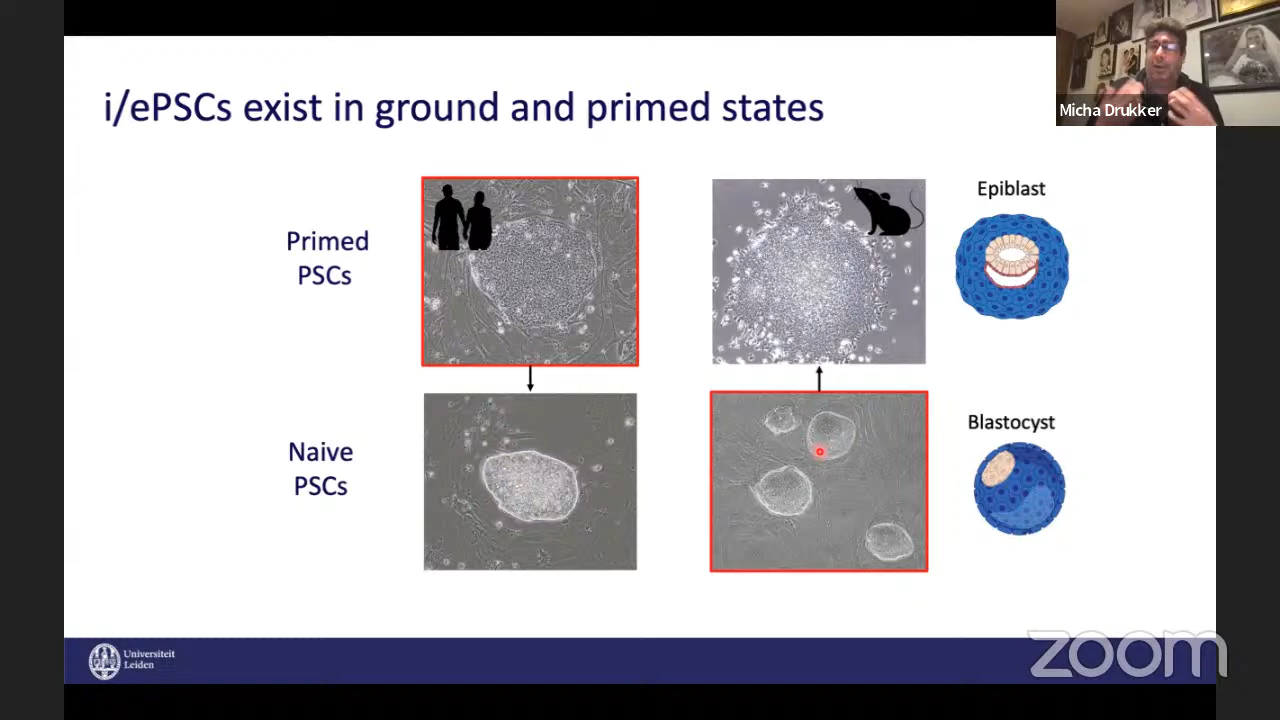 i/ePSCs exist in ground and primed states
Micha Drukker
Primed
PSCs
Epiblast
Naive
PSCs
Blastocyst
Universiteit
Leiden
zoom